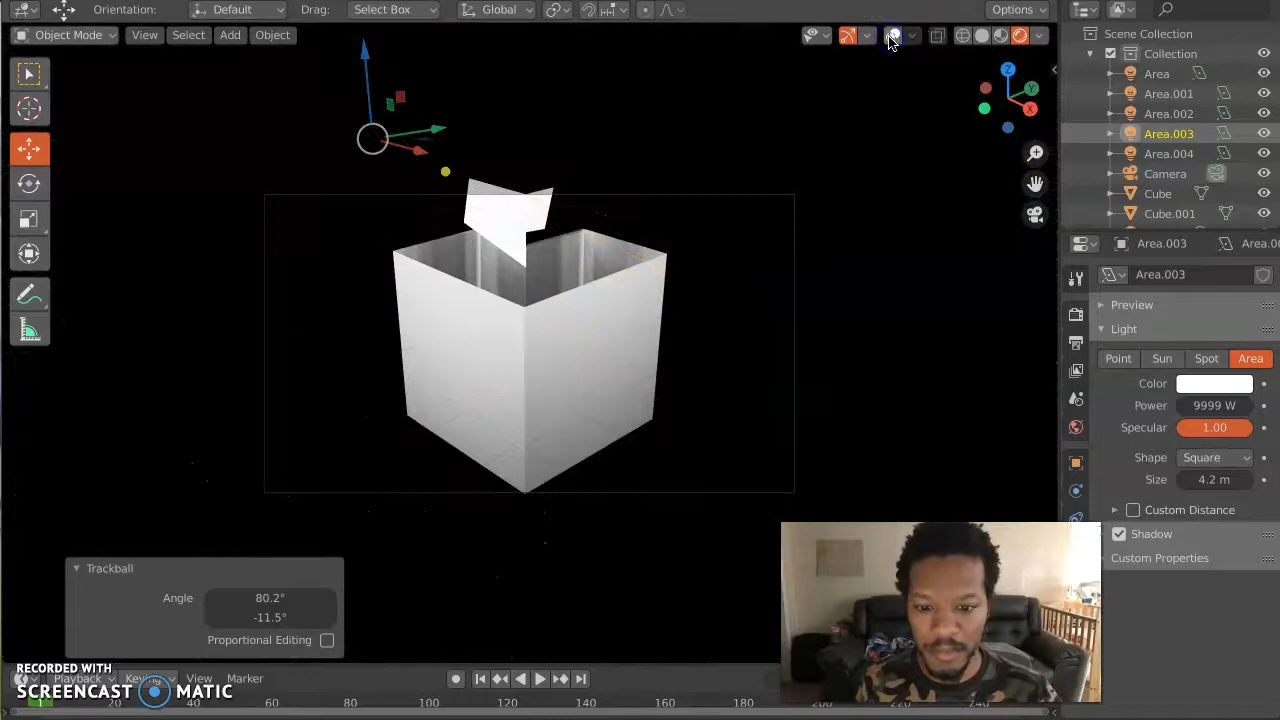 Orientation: Default Drag: Select Box Global Options
Object Mode View Select Add Object
Scene Collection
Collection
Area
Area.001
Area.002
Area.003
Area.004
Camera
Cube
Cube.001
Area.003 Area.00
Area.003
Preview
Light
Point Sun Spot Area
Color
Power 9999 W
Specular 1.00
Shape Square
Size 4.2 m
Custom Distance
Shadow
Custom Properties
X
Y
Z
Trackball
Angle 80.2°
-11.5°
Proportional Editing
RECORDED WITH
SCREENCAST MATIC
Playback Keying View Marker
1 20 40 60 80 100 120 140 160 180 200 220 240